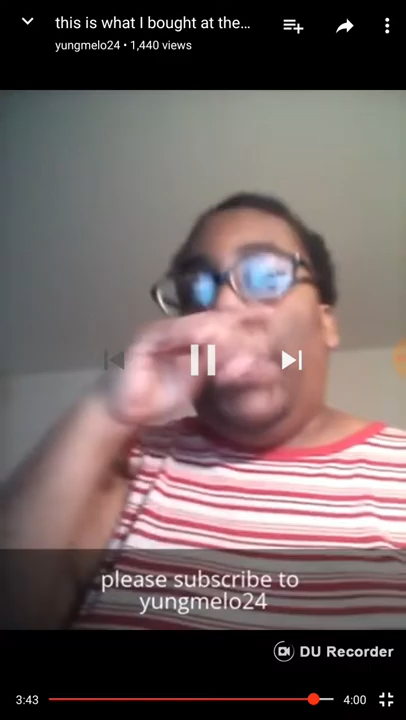 this is what I bought at the...
yungmelo24 • 1,440 views
please subscribe to
yungmelo24
DU Recorder
3:43
4:00